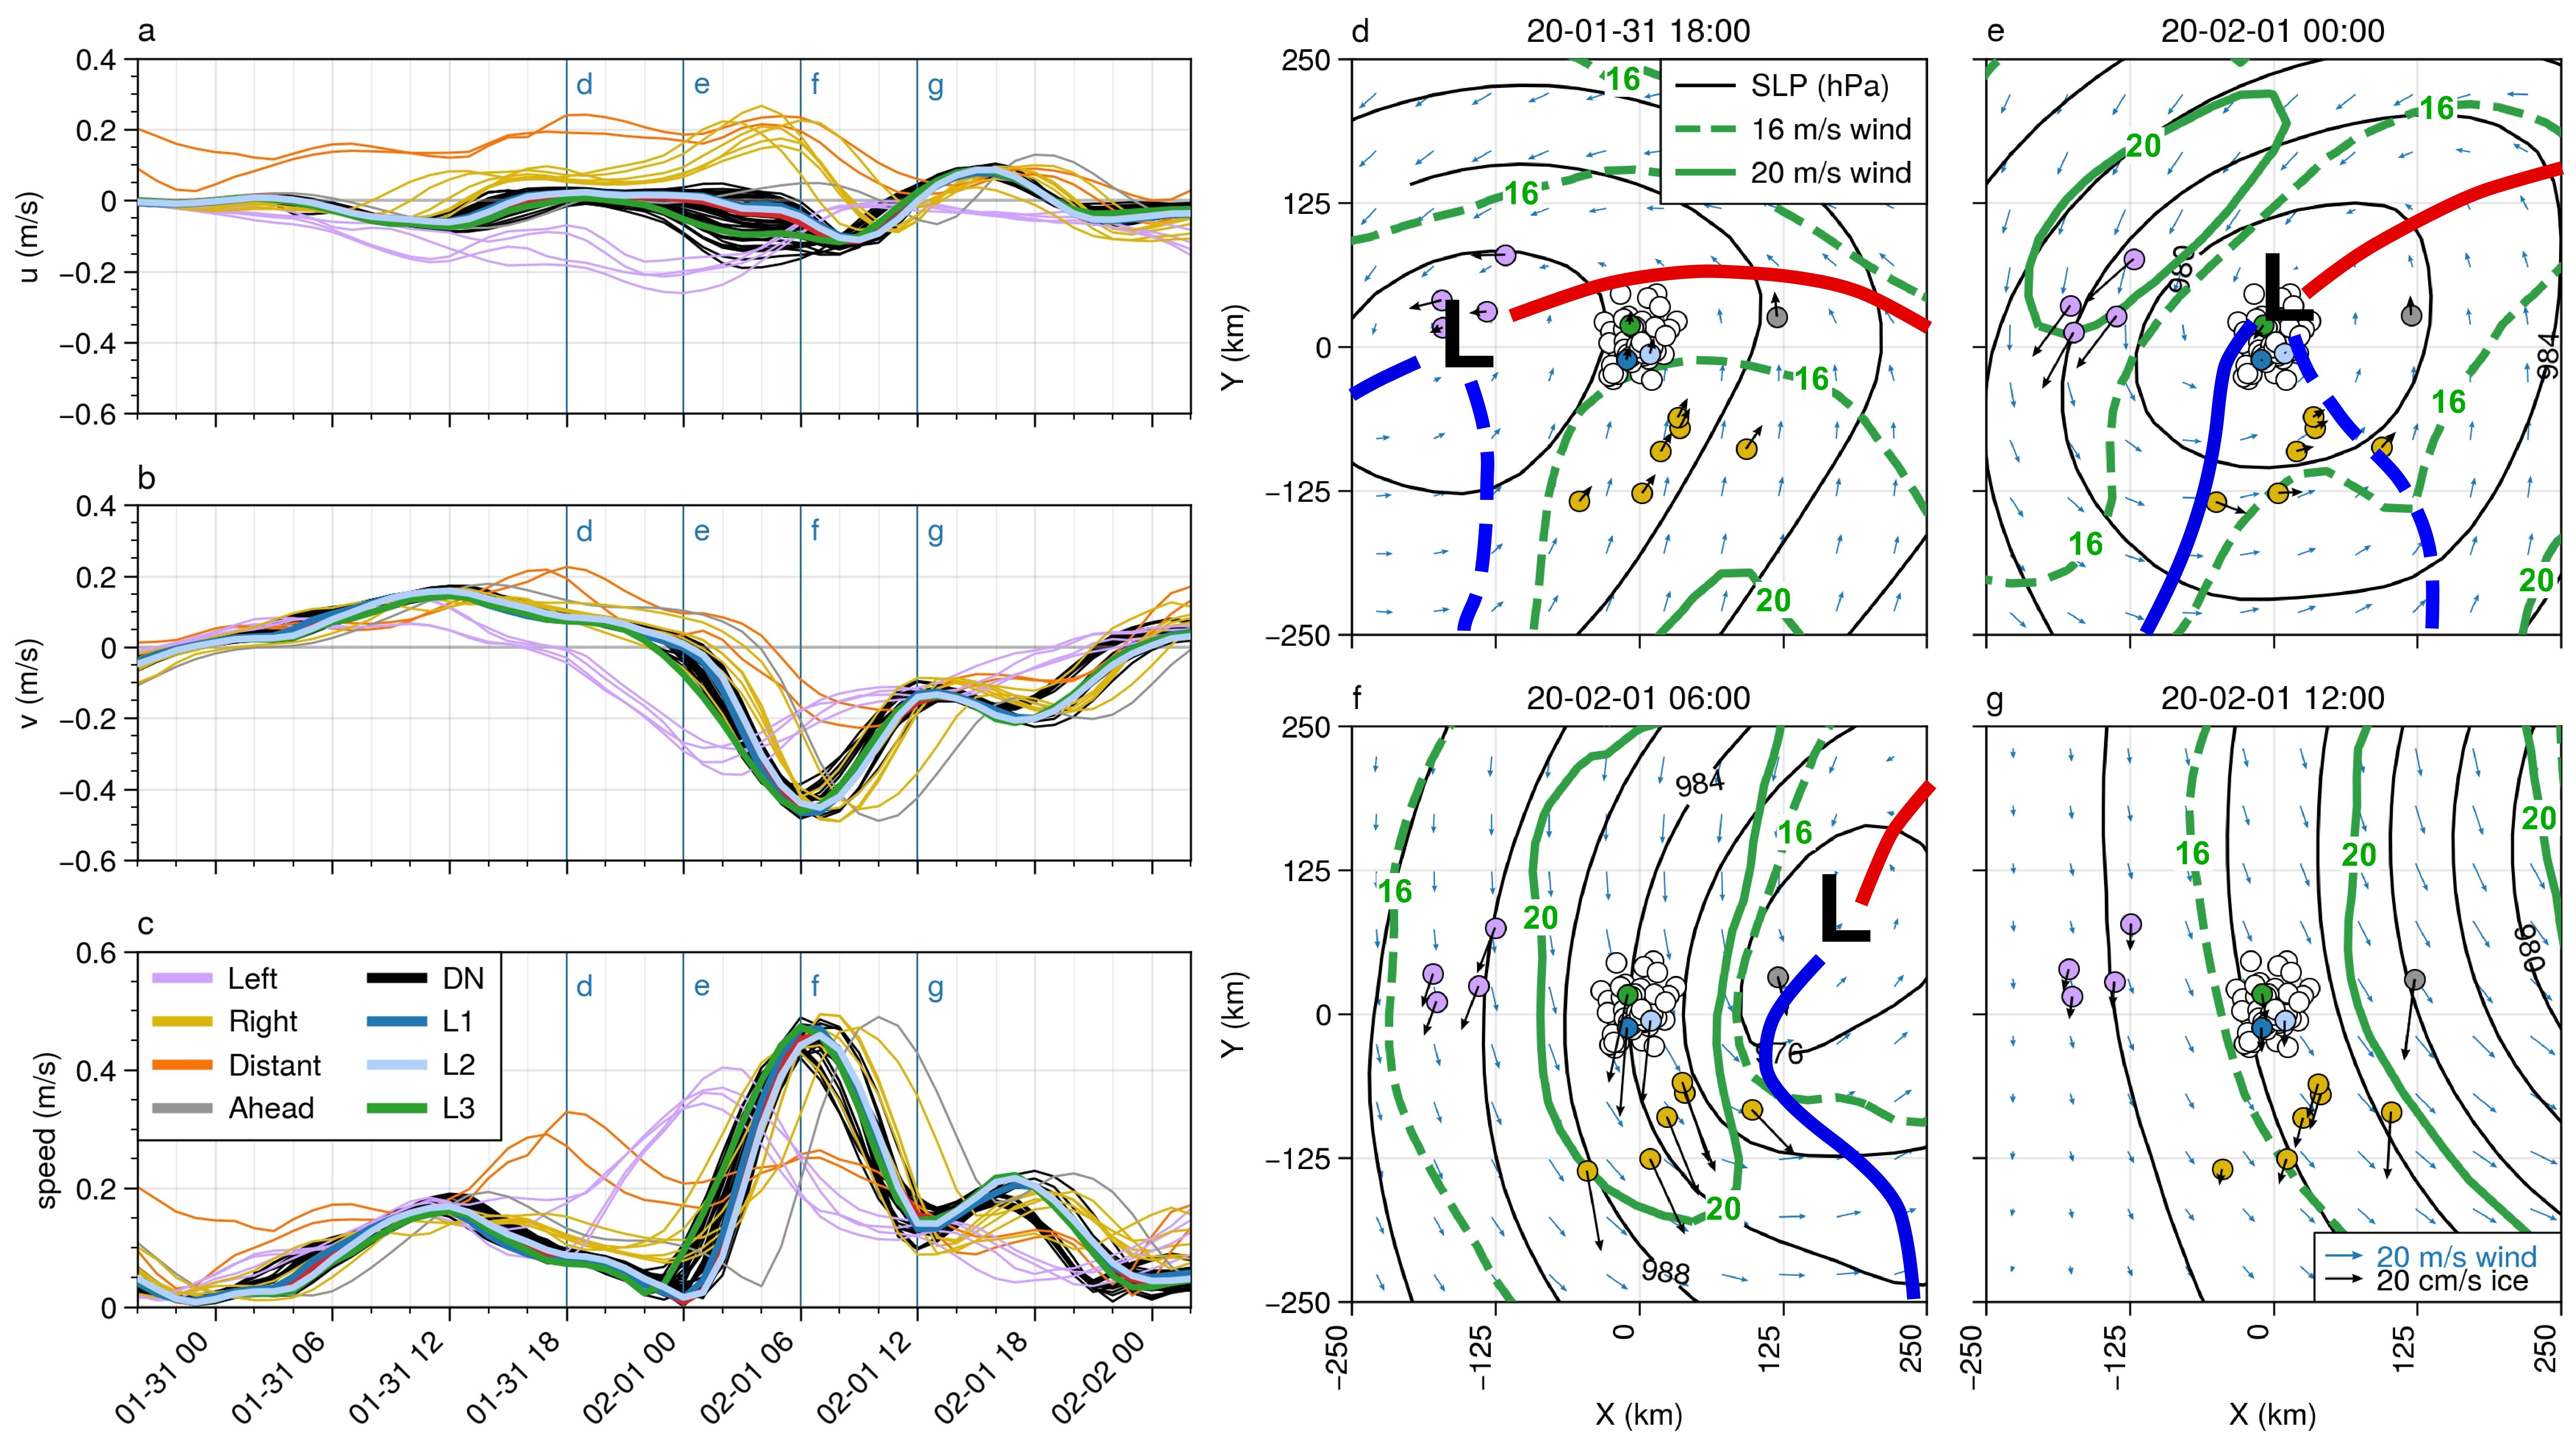 a
0.4
0.2
0
−0.2
−0.4
−0.6
u (m/s)
d
e
f
g
b
0.4
0.2
0
−0.2
−0.4
−0.6
v (m/s)
d
e
f
g
c
0.6
0.4
0.2
0
speed (m/s)
d
e
f
g
Left
Right
Distant
Ahead
DN
L1
L2
L3
01-31 00
01-31 06
01-31 12
01-31 18
02-01 00
02-01 06
02-01 12
02-01 18
02-02 00
d
20-01-31 18:00
250
125
0
−125
−250
Y (km)
SLP (hPa)
16 m/s wind
20 m/s wind
16
16
16
20
L
e
20-02-01 00:00
16
20
980
984
16
16
20
L
f
20-02-01 06:00
250
125
0
−125
−250
Y (km)
984
16
16
20
L
976
20
988
−250
−125
0
125
250
X (km)
g
20-02-01 12:00
16
20
20
980
20 m/s wind
20 cm/s ice
−250
−125
0
125
250
X (km)